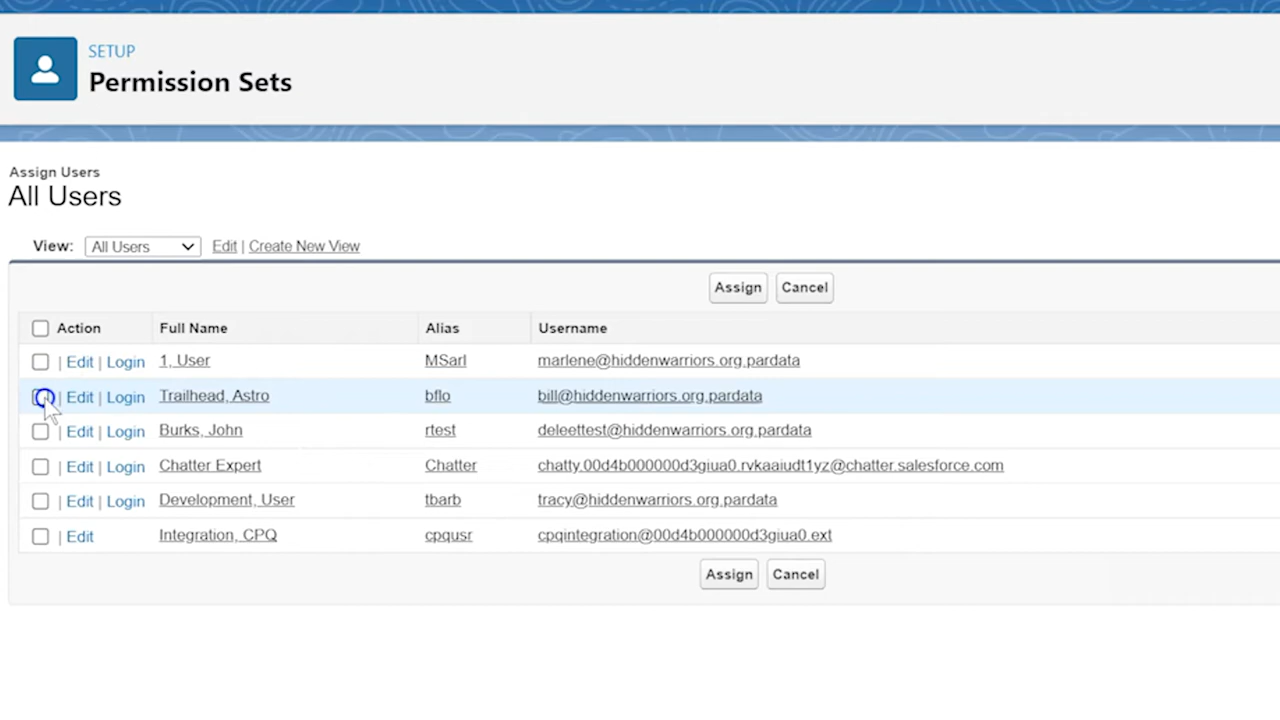 SETUP
Permission Sets
Assign Users
All Users
View: All Users Edit | Create New View
Assign Cancel
Action Full Name Alias Username
| Edit | Login 1, User MSarl marlene@hiddenwarriors.org.pardata
| Edit | Login Trailhead, Astro bflo bill@hiddenwarriors.org.pardata
| Edit | Login Burks, John rtest deleettest@hiddenwarriors.org.pardata
| Edit | Login Chatter Expert Chatter chatty.00d4b000000d3giua0.rvkaaiudt1yz@chatter.salesforce.com
| Edit | Login Development, User tbarb tracy@hiddenwarriors.org.pardata
| Edit Integration, CPQ cpqusr cpqintegration@00d4b000000d3giua0.ext
Assign Cancel